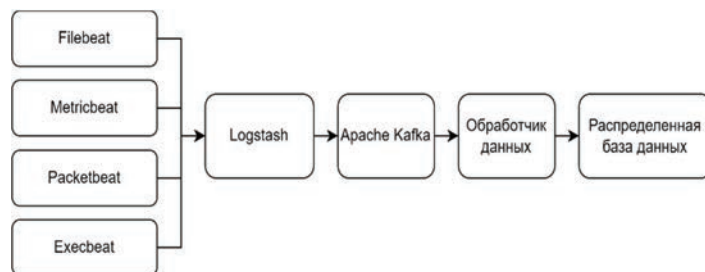 Filebeat
Metricbeat
Packetbeat
Execbeat
Logstash
Apache Kafka
Обработчик
данных
Распределенная
база данных